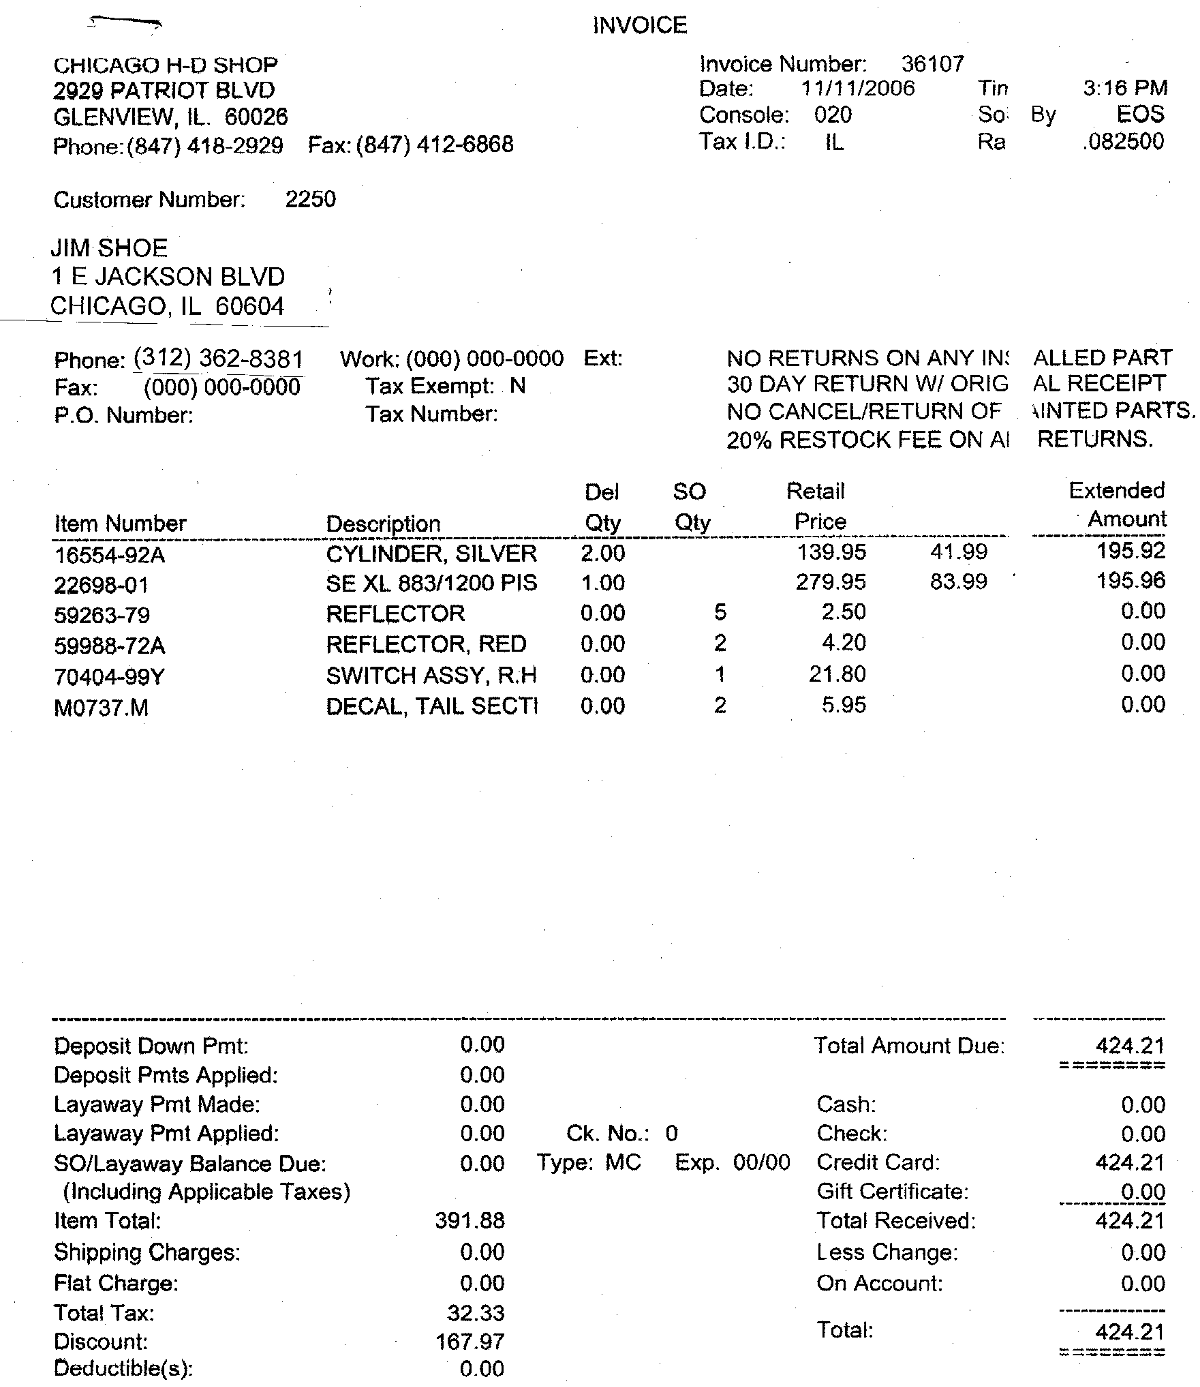 INVOICE
CHICAGO H-D SHOP
2929 PATRIOT BLVD
GLENVIEW, IL. 60026
Phone:(847) 418-2929 Fax:(847) 412-6868
Invoice Number: 36107
Date: 11/11/2006 Tin 3:16 PM
Console: 020 So By EOS
Tax I.D.: IL Ra .082500
Customer Number: 2250
JIM SHOE
1 E JACKSON BLVD
CHICAGO, IL 60604
Phone: (312) 362-8381 Work: (000) 000-0000 Ext:
Fax: (000) 000-0000 Tax Exempt: N
P.O. Number: Tax Number:
NO RETURNS ON ANY INS ALLED PART
30 DAY RETURN W/ ORIG AL RECEIPT
NO CANCEL/RETURN OF AINTED PARTS.
20% RESTOCK FEE ON Al RETURNS.
Del SO Retail Extended
Item Number Description Qty Qty Price Amount
16554-92A CYLINDER, SILVER 2.00 139.95 41.99 195.92
22698-01 SE XL 883/1200 PIS 1.00 279.95 83.99 195.96
59263-79 REFLECTOR 0.00 5 2.50 0.00
59988-72A REFLECTOR, RED 0.00 2 4.20 0.00
70404-99Y SWITCH ASSY, R.H 0.00 1 21.80 0.00
M0737.M DECAL, TAIL SECTI 0.00 2 5.95 0.00
Deposit Down Pmt: 0.00 Total Amount Due: 424.21
Deposit Pmts Applied: 0.00
Layaway Pmt Made: 0.00 Cash: 0.00
Layaway Pmt Applied: 0.00 Ck. No.: 0 Check: 0.00
SO/Layaway Balance Due: 0.00 Type: MC Exp. 00/00 Credit Card: 424.21
(Including Applicable Taxes) Gift Certificate: 0.00
Item Total: 391.88 Total Received: 424.21
Shipping Charges: 0.00 Less Change: 0.00
Flat Charge: 0.00 On Account: 0.00
Total Tax: 32.33
Discount: 167.97 Total: 424.21
Deductible(s): 0.00